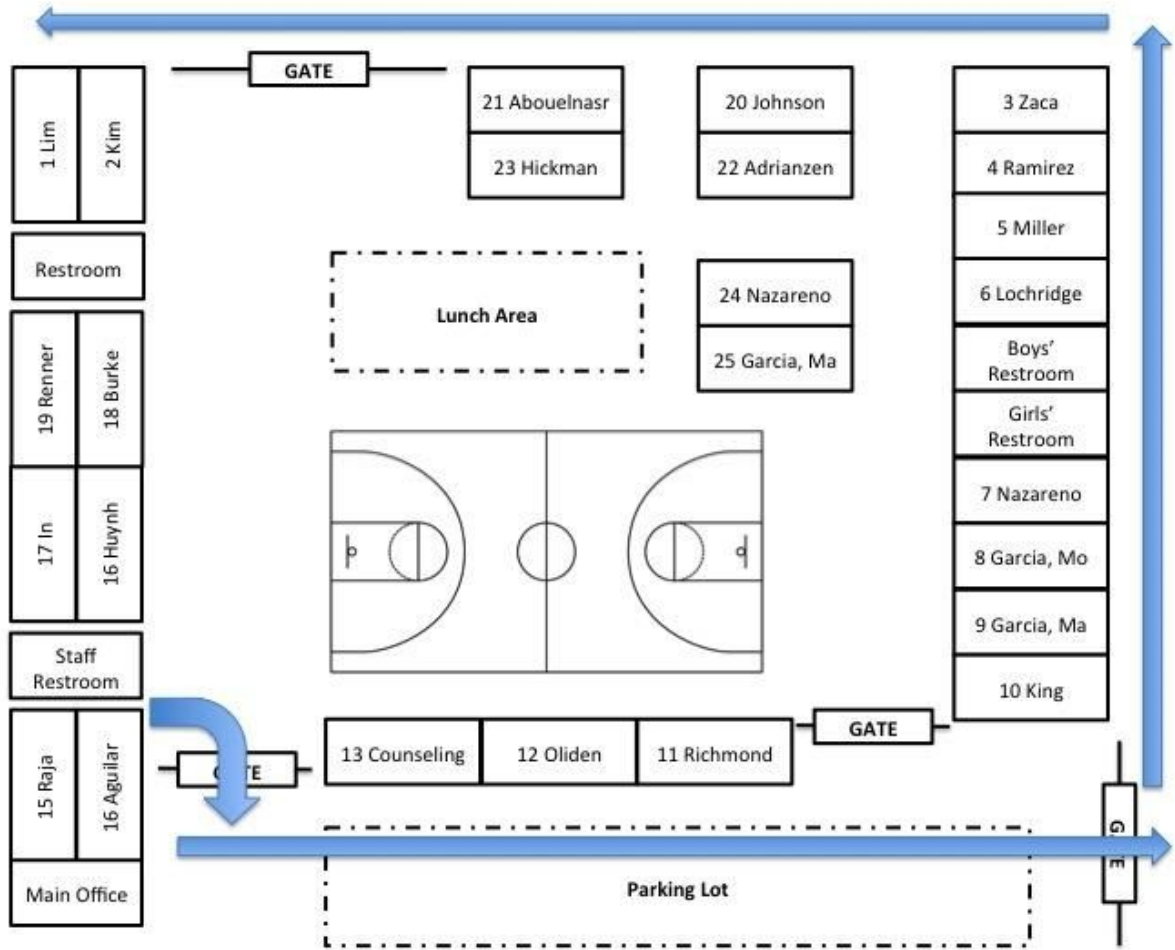 GATE
21 Abouelnasr
23 Hickman
20 Johnson
22 Adrianzen
3 Zaca
4 Ramirez
5 Miller
6 Lochridge
Boys'
Restroom
Girls'
Restroom
7 Nazareno
8 Garcia, Mo
9 Garcia, Ma
10 King
1 Lim
2 Kim
Restroom
19 Renner
18 Burke
17 In
16 Huynh
Staff
Restroom
15 Raja
16 Aguilar
Main Office
Lunch Area
24 Nazareno
25 Garcia, Ma
GATE
13 Counseling
12 Oliden
11 Richmond
GATE
GATE
Parking Lot